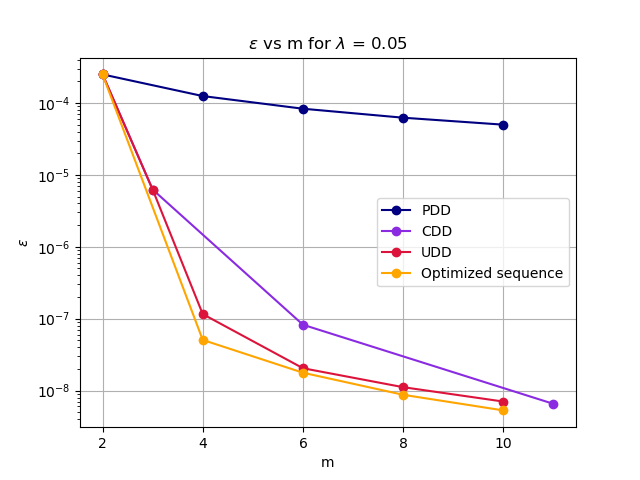 ε vs m for λ = 0.05
10⁻⁴
10⁻⁵
10⁻⁶
10⁻⁷
10⁻⁸
ε
PDD
CDD
UDD
Optimized sequence
2 4 6 8 10
m